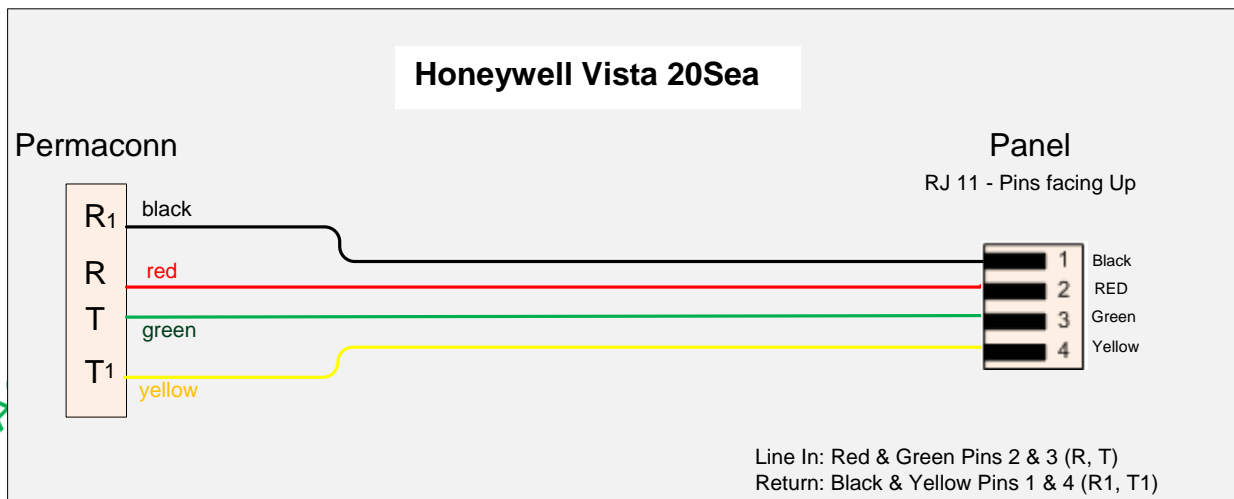 Honeywell Vista 20Sea
Permaconn
Panel
RJ 11 - Pins facing Up
R1
black
R
red
T
green
T1
yellow
1 Black
2 RED
3 Green
4 Yellow
Line In: Red & Green Pins 2 & 3 (R, T)
Return: Black & Yellow Pins 1 & 4 (R1, T1)